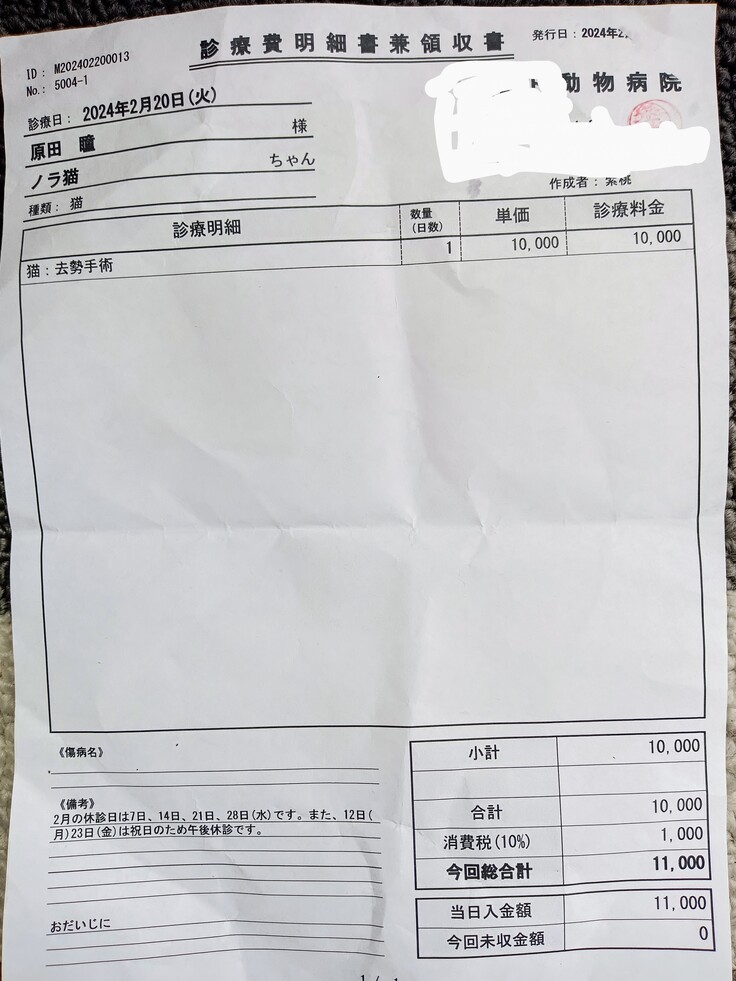 診療費明細書兼領収書
発行日：2024年2
ID： M202402200013
No.： 5004-1
動物病院
診療日： 2024年2月20日(火)
原田 瞳 様
ノラ猫 ちゃん
種類： 猫
作成者：紫桃
診療明細 数量(日数) 単価 診療料金
猫：去勢手術 1 10,000 10,000
《傷病名》
《備考》
2月の休診日は7日、14日、21日、28日(水)です。また、12日(
月)23日(金)は祝日のため午後休診です。
おだいじに
小計 10,000
合計 10,000
消費税(10%) 1,000
今回総合計 11,000
当日入金額 11,000
今回未収金額 0